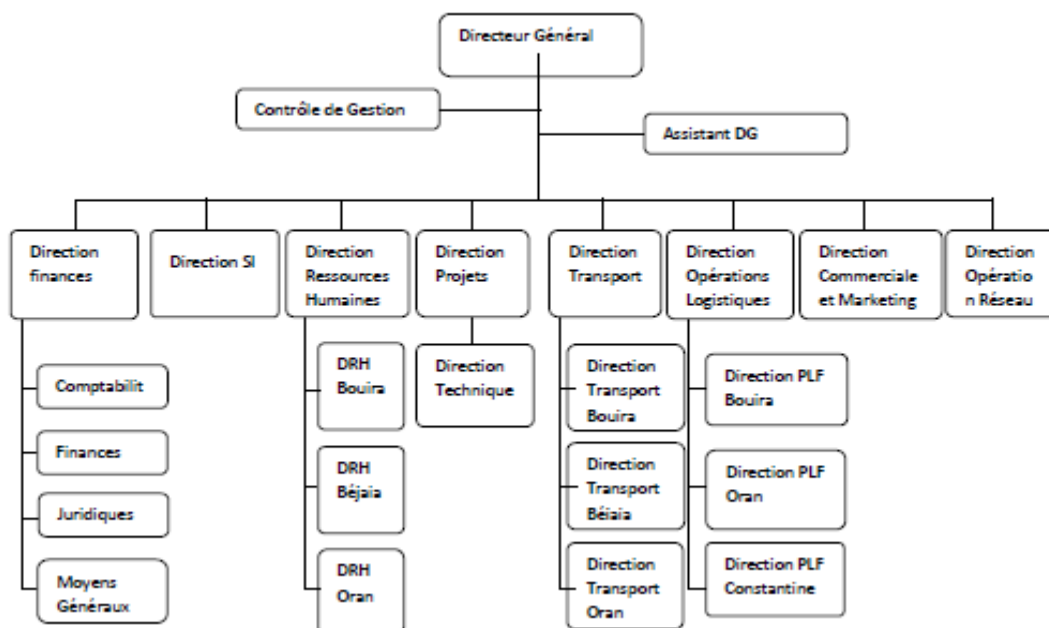 Directeur Général
Contrôle de Gestion
Assistant DG
Direction
finances
Direction SI
Direction
Ressources
Humaines
Direction
Projets
Direction
Transport
Direction
Opérations
Logistiques
Direction
Commerciale
et Marketing
Direction
Opératio
n Réseau
Comptabilit
Finances
Juridiques
Moyens
Généraux
DRH
Bouira
DRH
Béjaia
DRH
Oran
Direction
Technique
Direction
Transport
Bouira
Direction
Transport
Béiaia
Direction
Transport
Oran
Direction PLF
Bouira
Direction PLF
Oran
Direction PLF
Constantine